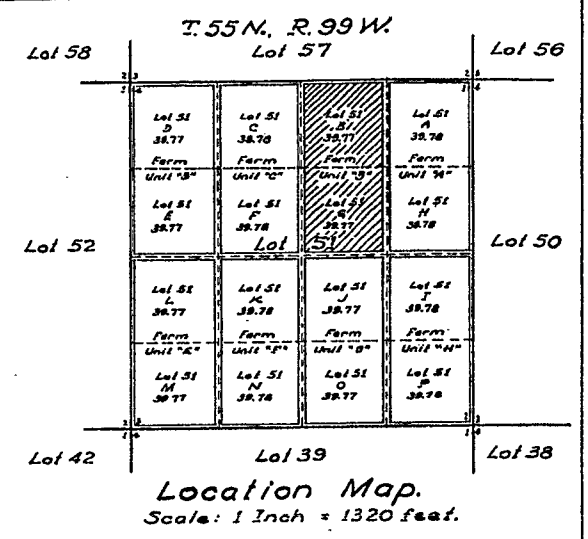 T. 55 N., R. 99 W.
Lot 58 Lot 57 Lot 56
Lot 51 Lot 51 Lot 51 Lot 51
D C B A
39.77 39.78 39.77 39.78
Farm Farm Farm Farm
Unit "C" Unit "B" Unit "A"
Lot 51 Lot 51 Lot 51 Lot 51
E F G H
39.77 39.78 39.77 39.78
Lot 52 Lot 51 Lot 50
Lot 51 Lot 51 Lot 51 Lot 51
L K J I
39.77 39.78 39.77 39.78
Farm Farm Farm Farm
Unit "E" Unit "F" Unit "G" Unit "H"
Lot 51 Lot 51 Lot 51 Lot 51
M N O P
39.77 39.78 39.77 39.78
Lot 42 Lot 39 Lot 38
Location Map.
Scale: 1 Inch = 1320 feet.